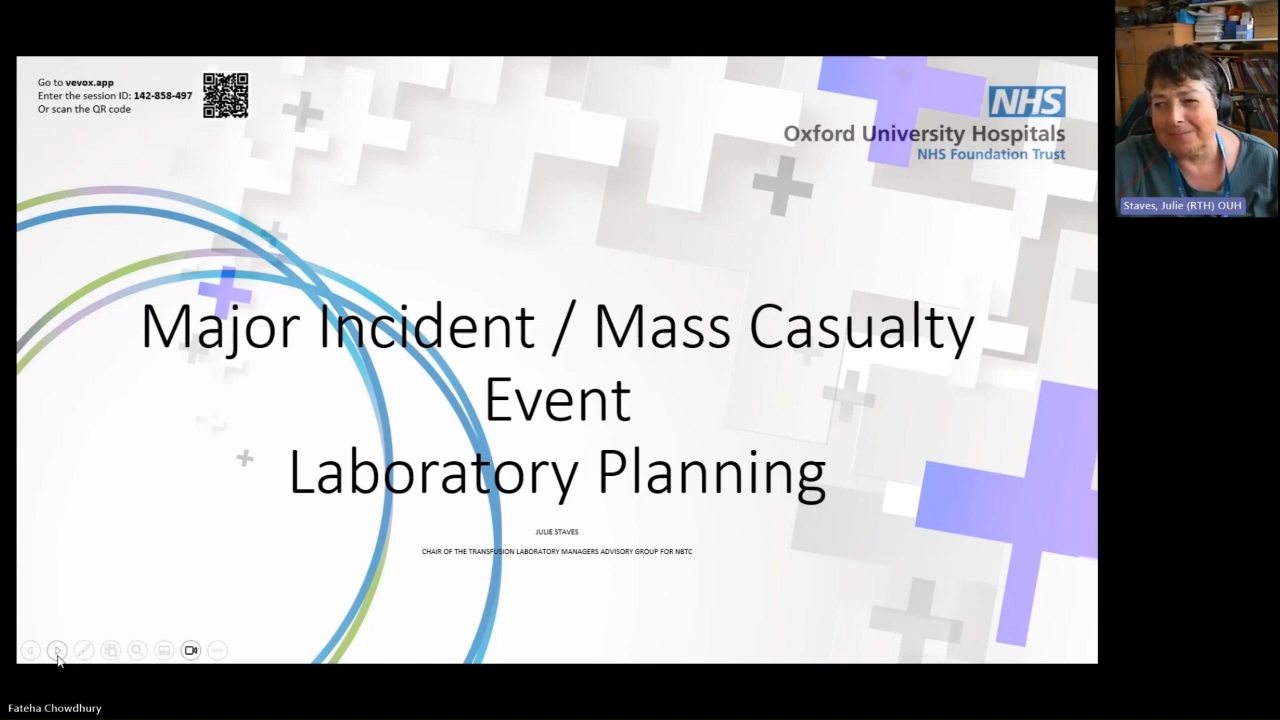 Go to vevox.app
Enter the session ID: 142-858-497
Or scan the QR code
NHS
Oxford University Hospitals
NHS Foundation Trust
Major Incident / Mass Casualty
Event
Laboratory Planning
JULIE STAVES
CHAIR OF THE TRANSFUSION LABORATORY MANAGERS ADVISORY GROUP FOR NBTC
Staves, Julie (RTH) OUH
Fateha Chowdhury